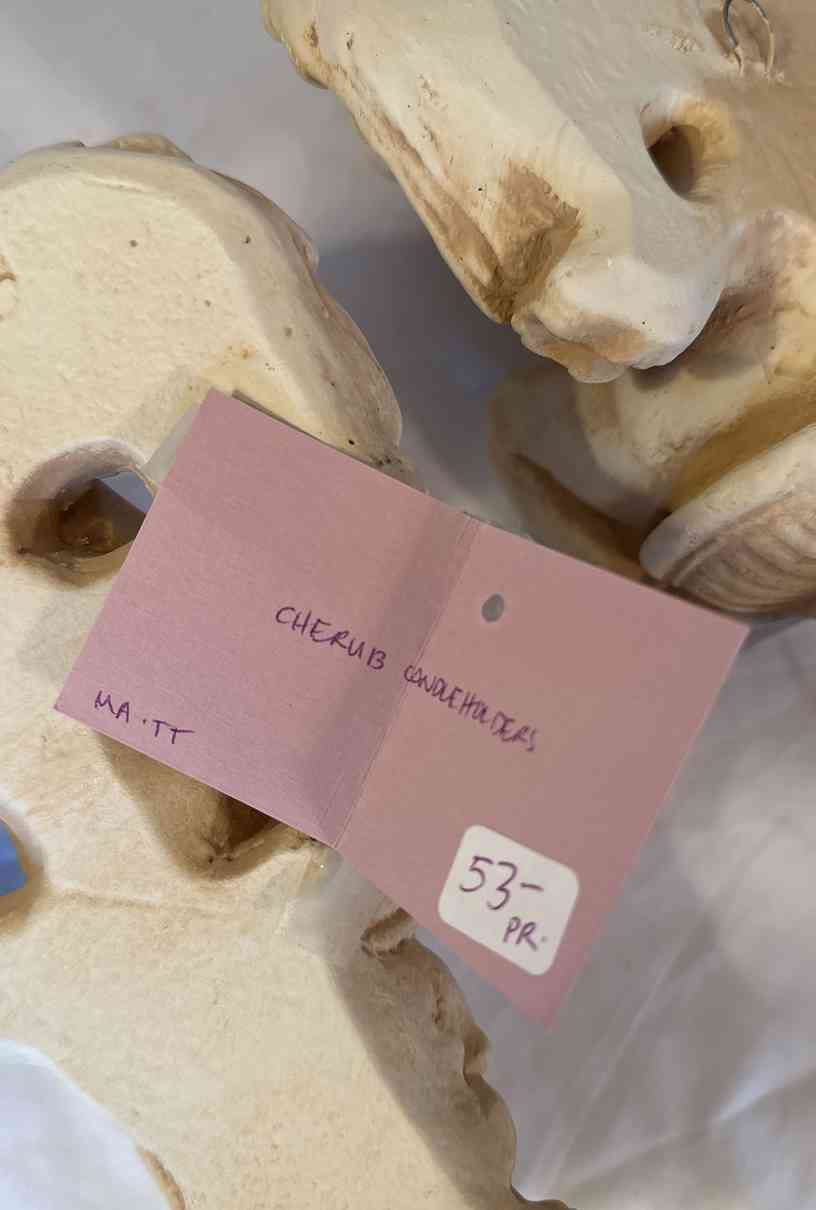 CHERUB CANDLEHOLDERS
MA.TT
53-
PR.